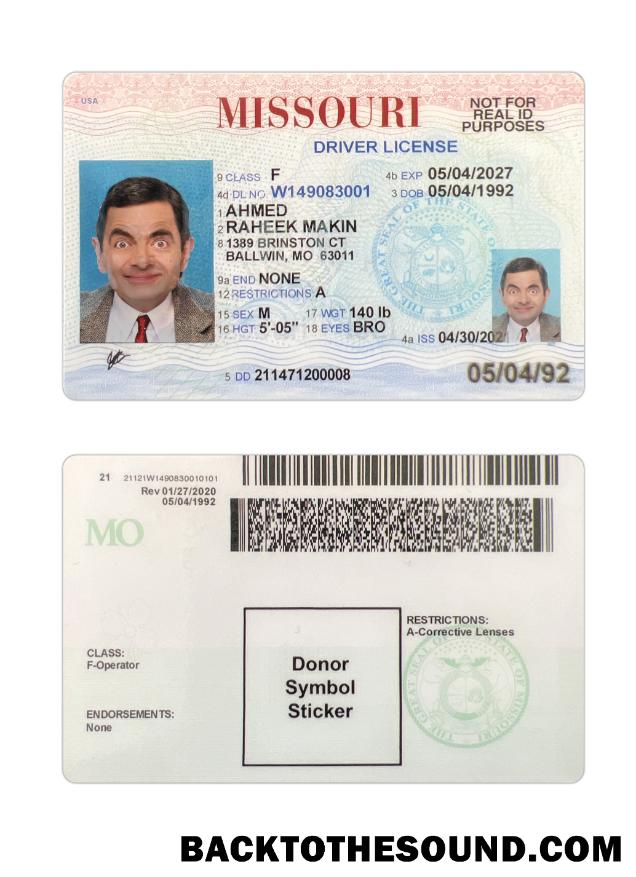 USA
MISSOURI
NOT FOR
REAL ID
PURPOSES
DRIVER LICENSE
9 CLASS F
4b EXP 05/04/2027
4d DL NO W149083001
3 DOB 05/04/1992
1 AHMED
2 RAHEEK MAKIN
8 1389 BRINSTON CT
BALLWIN, MO 63011
9a END NONE
12 RESTRICTIONS A
15 SEX M 17 WGT 140 lb
16 HGT 5'-05" 18 EYES BRO
4a ISS 04/30/202
5 DD 211471200008
05/04/92
THE GREAT SEAL OF THE STATE OF MISSOURI
21 21121W1490830010101
Rev 01/27/2020
05/04/1992
MO
RESTRICTIONS:
A-Corrective Lenses
CLASS:
F-Operator
Donor
Symbol
Sticker
ENDORSEMENTS:
None
THE GREAT SEAL OF THE STATE OF MISSOURI
BACKTOTHESOUND.COM